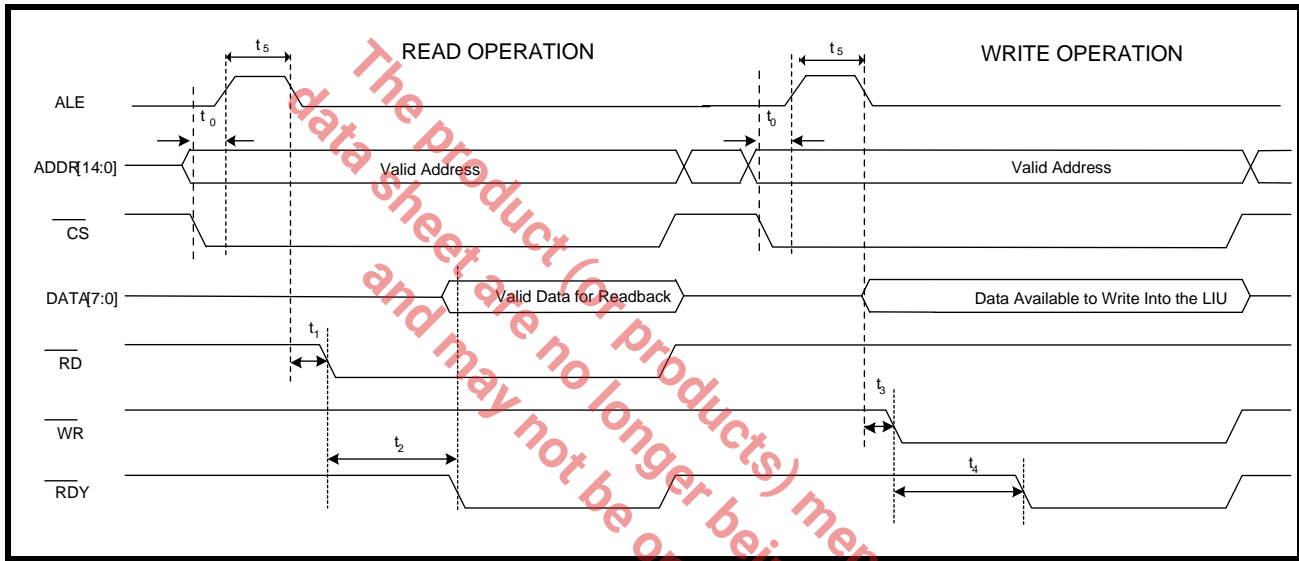 READ OPERATION
WRITE OPERATION
t5
t5
ALE
t0
t0
ADDR[14:0]
Valid Address
Valid Address
CS
DATA[7:0]
Valid Data for Readback
Data Available to Write Into the LIU
t1
RD
t3
WR
t2
t4
RDY
The product (or products) men
data sheet are no longer bein
and may not be or